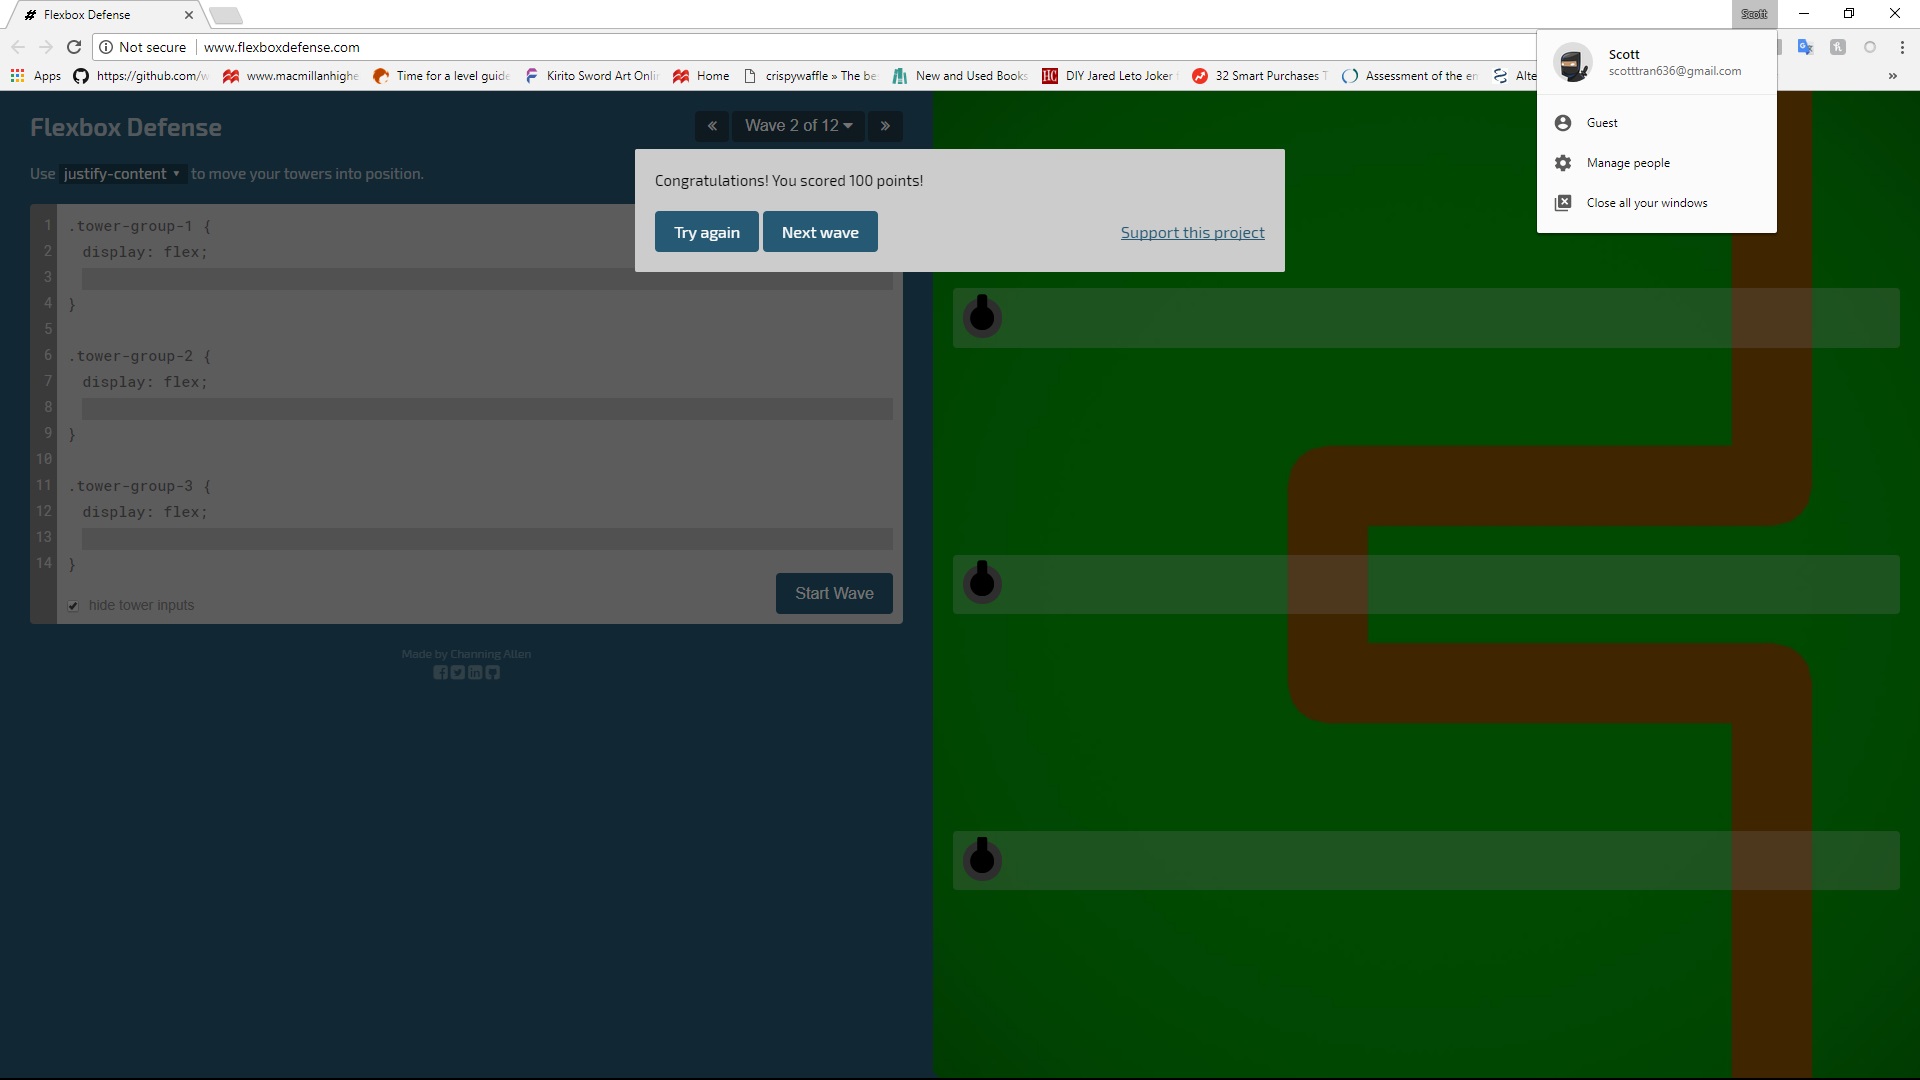 Flexbox Defense
Scott
Not secure
www.flexboxdefense.com
Apps
https://github.com/w
www.macmillanhighe
Time for a level guide
Kirito Sword Art Onlin
Home
crispywaffle » The be
New and Used Books
DIY Jared Leto Joker
32 Smart Purchases T
Assessment of the en
Alte
»
Scott
scotttran636@gmail.com
Guest
Manage people
Close all your windows
Flexbox Defense
« Wave 2 of 12 »
Use justify-content to move your towers into position.
Congratulations! You scored 100 points!
Try again Next wave Support this project
1 .tower-group-1 {
2 display: flex;
3
4 }
5
6 .tower-group-2 {
7 display: flex;
8
9 }
10
11 .tower-group-3 {
12 display: flex;
13
14 }
hide tower inputs
Start Wave
Made by Channing Allen